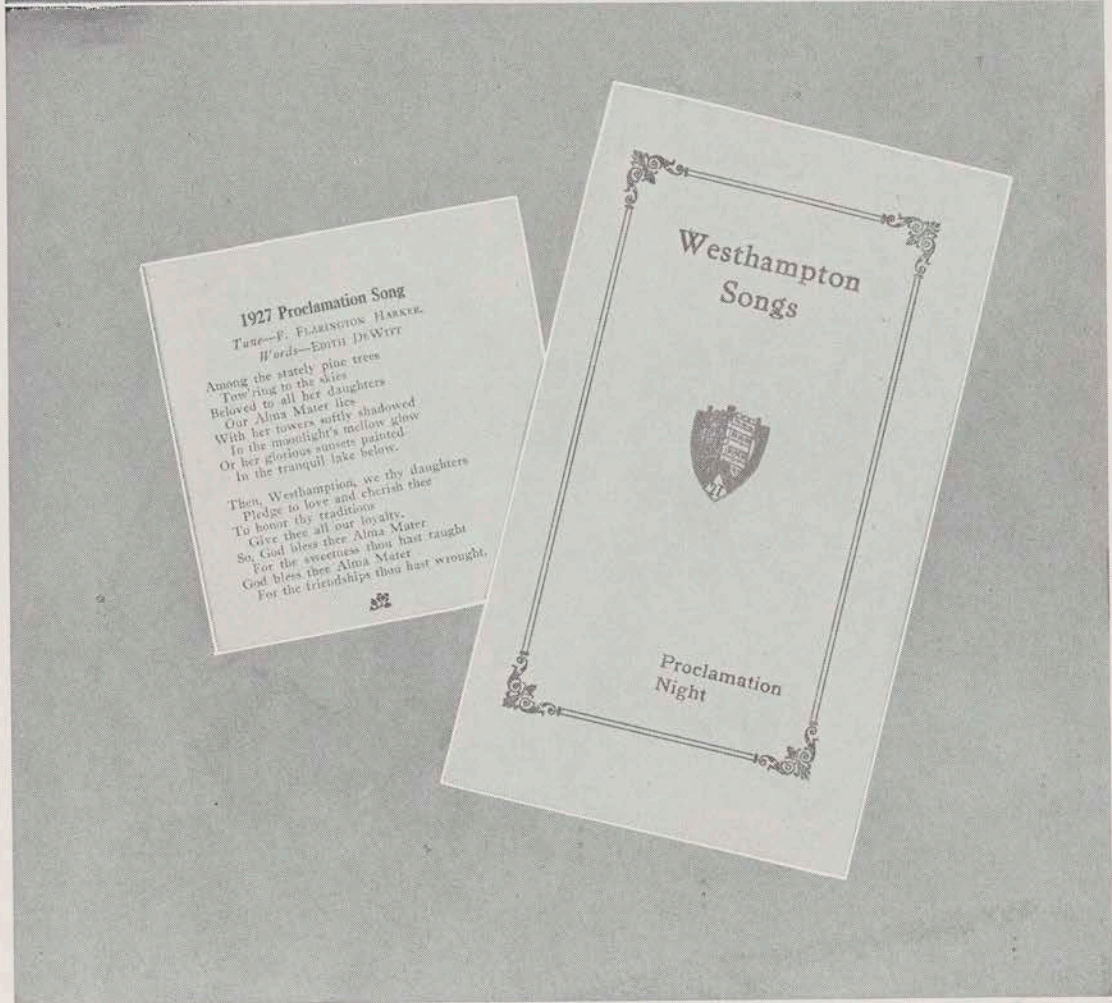 1927 Proclamation Song
Tune—F. FLARINGTON HARKER.
Words—EDITH DEWITT
Among the stately pine trees
Tow'ring to the skies
Beloved to all her daughters
Our Alma Mater lies
With her towers softly shadowed
In the moonlight's mellow glow
Or her glorious sunsets painted
In the tranquil lake below.
Then, Westhamption, we thy daughters
Pledge to love and cherish thee
To honor thy traditions
Give thee all our loyalty.
So, God bless thee Alma Mater
For the sweetness thou hast taught
God bless thee Alma Mater
For the friendships thou hast wrought.
Westhampton
Songs
'27
Proclamation
Night